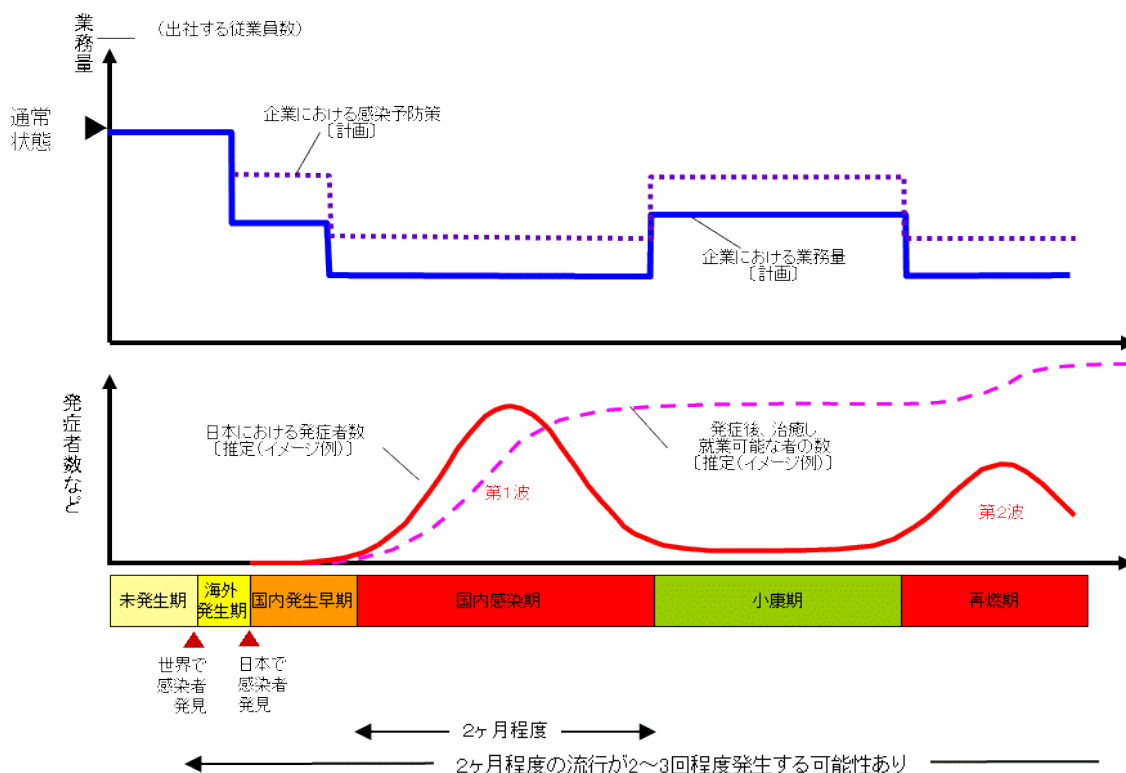 業務量
(出社する従業員数)
通常
状態
企業における感染予防策
〔計画〕
企業における業務量
〔計画〕
発症者数など
日本における発症者数
〔推定(イメージ例)〕
発症後、治癒し
就業可能な者の数
〔推定(イメージ例)〕
第1波
第2波
未発生期
海外
発生期
国内発生早期
国内感染期
小康期
再燃期
世界で
感染者
発見
日本で
感染者
発見
2ヶ月程度
2ヶ月程度の流行が2～3回程度発生する可能性あり